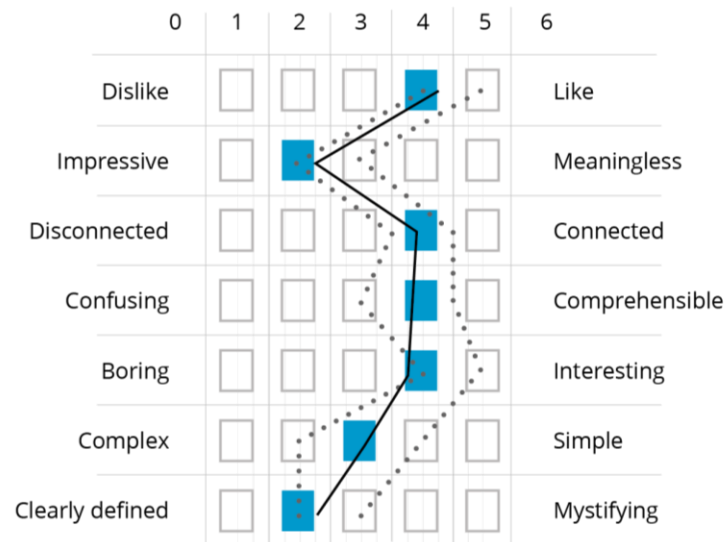 0 1 2 3 4 5 6
Dislike Like
Impressive Meaningless
Disconnected Connected
Confusing Comprehensible
Boring Interesting
Complex Simple
Clearly defined Mystifying